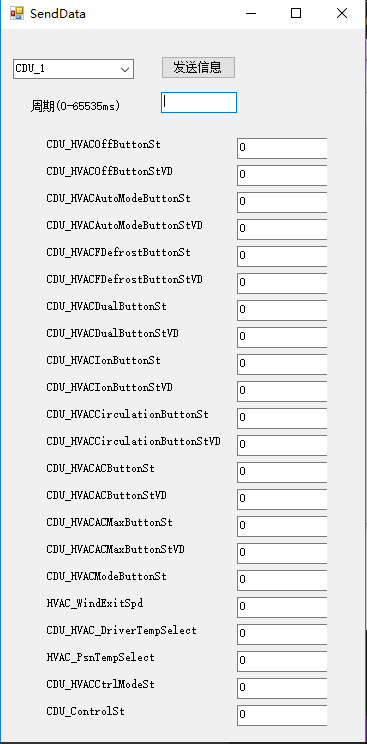 SendData
CDU_1 发送信息
周期(0-65535ms)
CDU_HVACOffButtonSt 0
CDU_HVACOffButtonStVD 0
CDU_HVACAutoModeButtonSt 0
CDU_HVACAutoModeButtonStVD 0
CDU_HVACFDefrostButtonSt 0
CDU_HVACFDefrostButtonStVD 0
CDU_HVACDualButtonSt 0
CDU_HVACDualButtonStVD 0
CDU_HVACIonButtonSt 0
CDU_HVACIonButtonStVD 0
CDU_HVACCirculationButtonSt 0
CDU_HVACCirculationButtonStVD 0
CDU_HVACACButtonSt 0
CDU_HVACACButtonStVD 0
CDU_HVACACMaxButtonSt 0
CDU_HVACACMaxButtonStVD 0
CDU_HVACModeButtonSt 0
HVAC_WindExitSpd 0
CDU_HVAC_DriverTempSelect 0
HVAC_PsnTempSelect 0
CDU_HVACCtrlModeSt 0
CDU_ControlSt 0